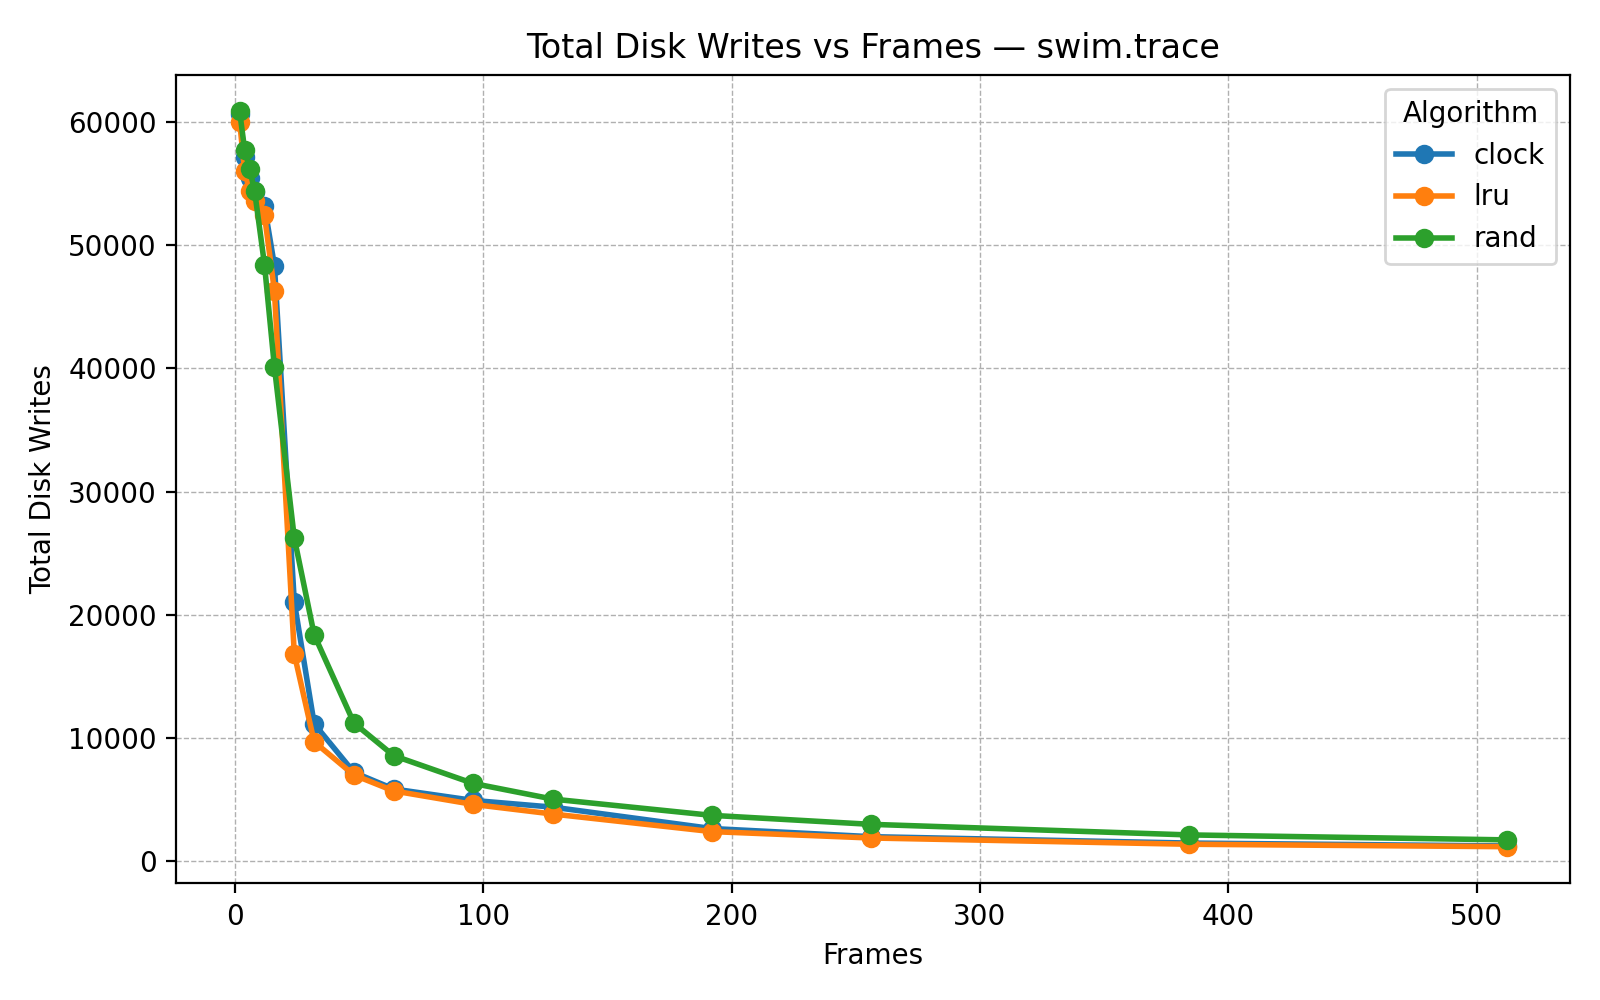 Total Disk Writes vs Frames — swim.trace
Total Disk Writes
60000
50000
40000
30000
20000
10000
0
0 100 200 300 400 500
Frames
Algorithm
clock
lru
rand